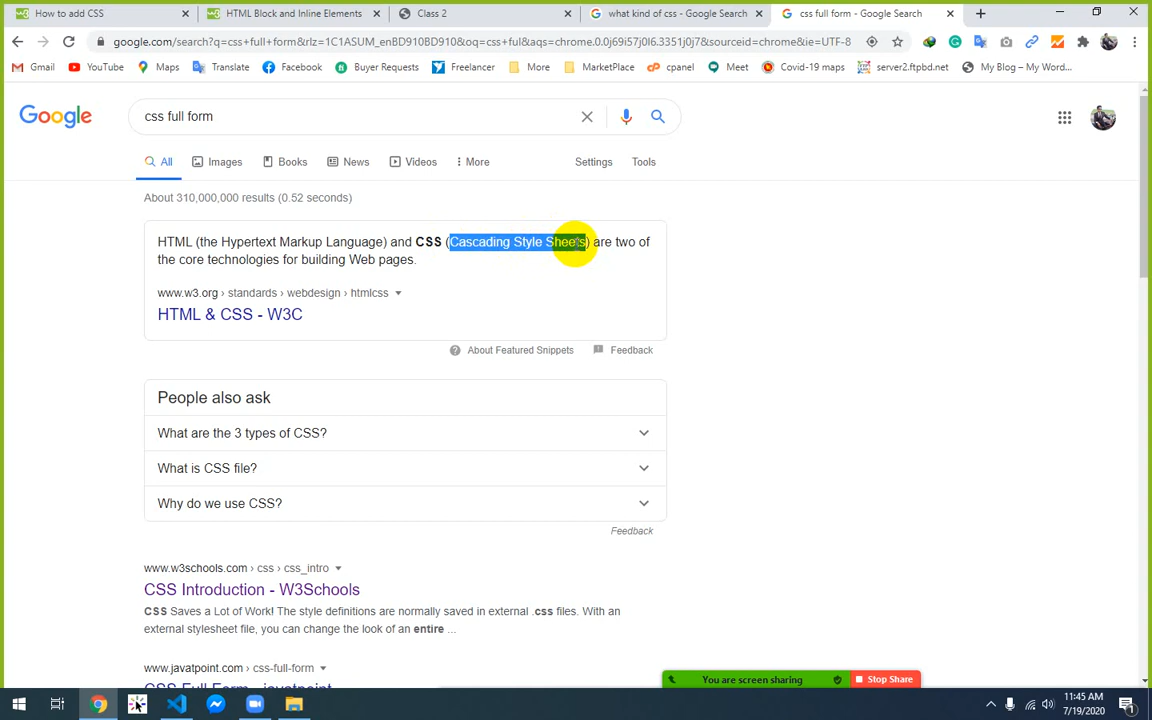 How to add CSS
HTML Block and Inline Elements
Class 2
what kind of css - Google Search
css full form - Google Search
google.com/search?q=css+full+form&rlz=1C1ASUM_enBD910BD910&oq=css+ful&aqs=chrome.0.0j69i57j0l6.3351j0j7&sourceid=chrome&ie=UTF-8
Gmail
YouTube
Maps
Translate
Facebook
Buyer Requests
Freelancer
More
MarketPlace
cpanel
Meet
Covid-19 maps
server2.ftpbd.net
My Blog – My Word...
Google
css full form
All
Images
Books
News
Videos
More
Settings
Tools
About 310,000,000 results (0.52 seconds)
HTML (the Hypertext Markup Language) and CSS (Cascading Style Sheets) are two of
the core technologies for building Web pages.
www.w3.org › standards › webdesign › htmlcss
HTML & CSS - W3C
About Featured Snippets
Feedback
People also ask
What are the 3 types of CSS?
What is CSS file?
Why do we use CSS?
Feedback
www.w3schools.com › css › css_intro
CSS Introduction - W3Schools
CSS Saves a Lot of Work! The style definitions are normally saved in external .css files. With an
external stylesheet file, you can change the look of an entire ...
www.javatpoint.com › css-full-form
CSS Full Form - javatpoint
You are screen sharing
Stop Share
11:45 AM
7/19/2020
1